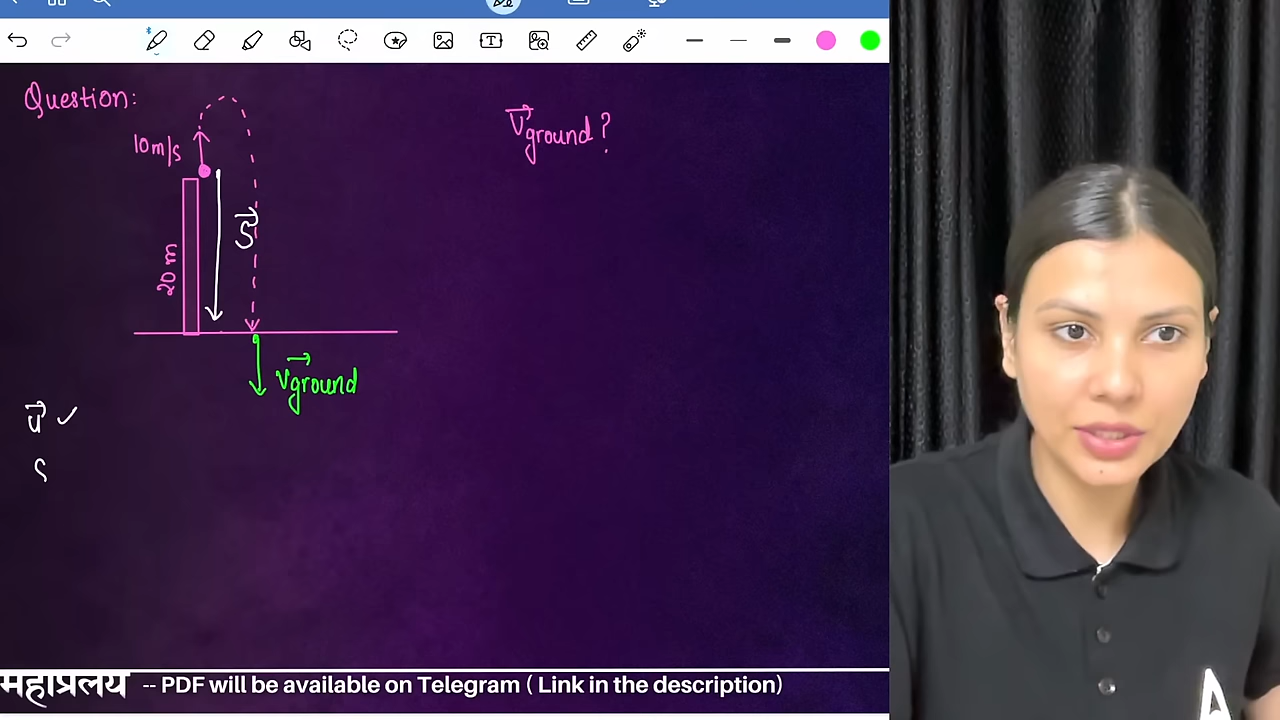 Question:
10m/s
V⃗ground?
S⃗
20 m
V⃗ground
u⃗ ✓
S
महाप्रलय -- PDF will be available on Telegram ( Link in the description)